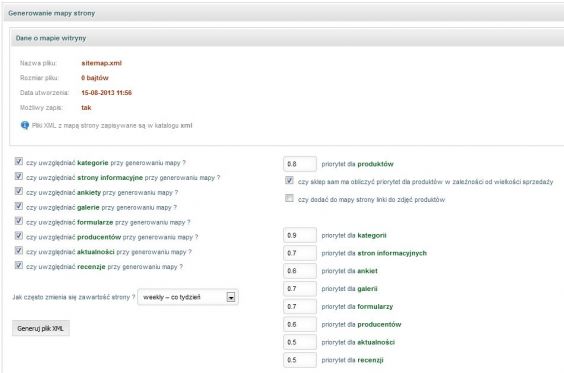 Generowanie mapy strony
Dane o mapie witryny
Nazwa pliku: sitemap.xml
Rozmiar pliku: 0 bajtów
Data utworzenia: 15-08-2013 11:56
Możliwy zapis: tak
Pliki XML z mapą strony zapisywane są w katalogu xml
czy uwzględniać kategorie przy generowaniu mapy ?
czy uwzględniać strony informacyjne przy generowaniu mapy ?
czy uwzględniać ankiety przy generowaniu mapy ?
czy uwzględniać galerie przy generowaniu mapy ?
czy uwzględniać formularze przy generowaniu mapy ?
czy uwzględniać producentów przy generowaniu mapy ?
czy uwzględniać aktualności przy generowaniu mapy ?
czy uwzględniać recenzje przy generowaniu mapy ?
Jak często zmienia się zawartość strony ? weekly – co tydzień
Generuj plik XML
0.8 priorytet dla produktów
czy sklep sam ma obliczyć priorytet dla produktów w zależności od wielkości sprzedaży
czy dodać do mapy strony linki do zdjęć produktów
0.9 priorytet dla kategorii
0.7 priorytet dla stron informacyjnych
0.6 priorytet dla ankiet
0.7 priorytet dla galerii
0.7 priorytet dla formularzy
0.6 priorytet dla producentów
0.5 priorytet dla aktualności
0.5 priorytet dla recenzji